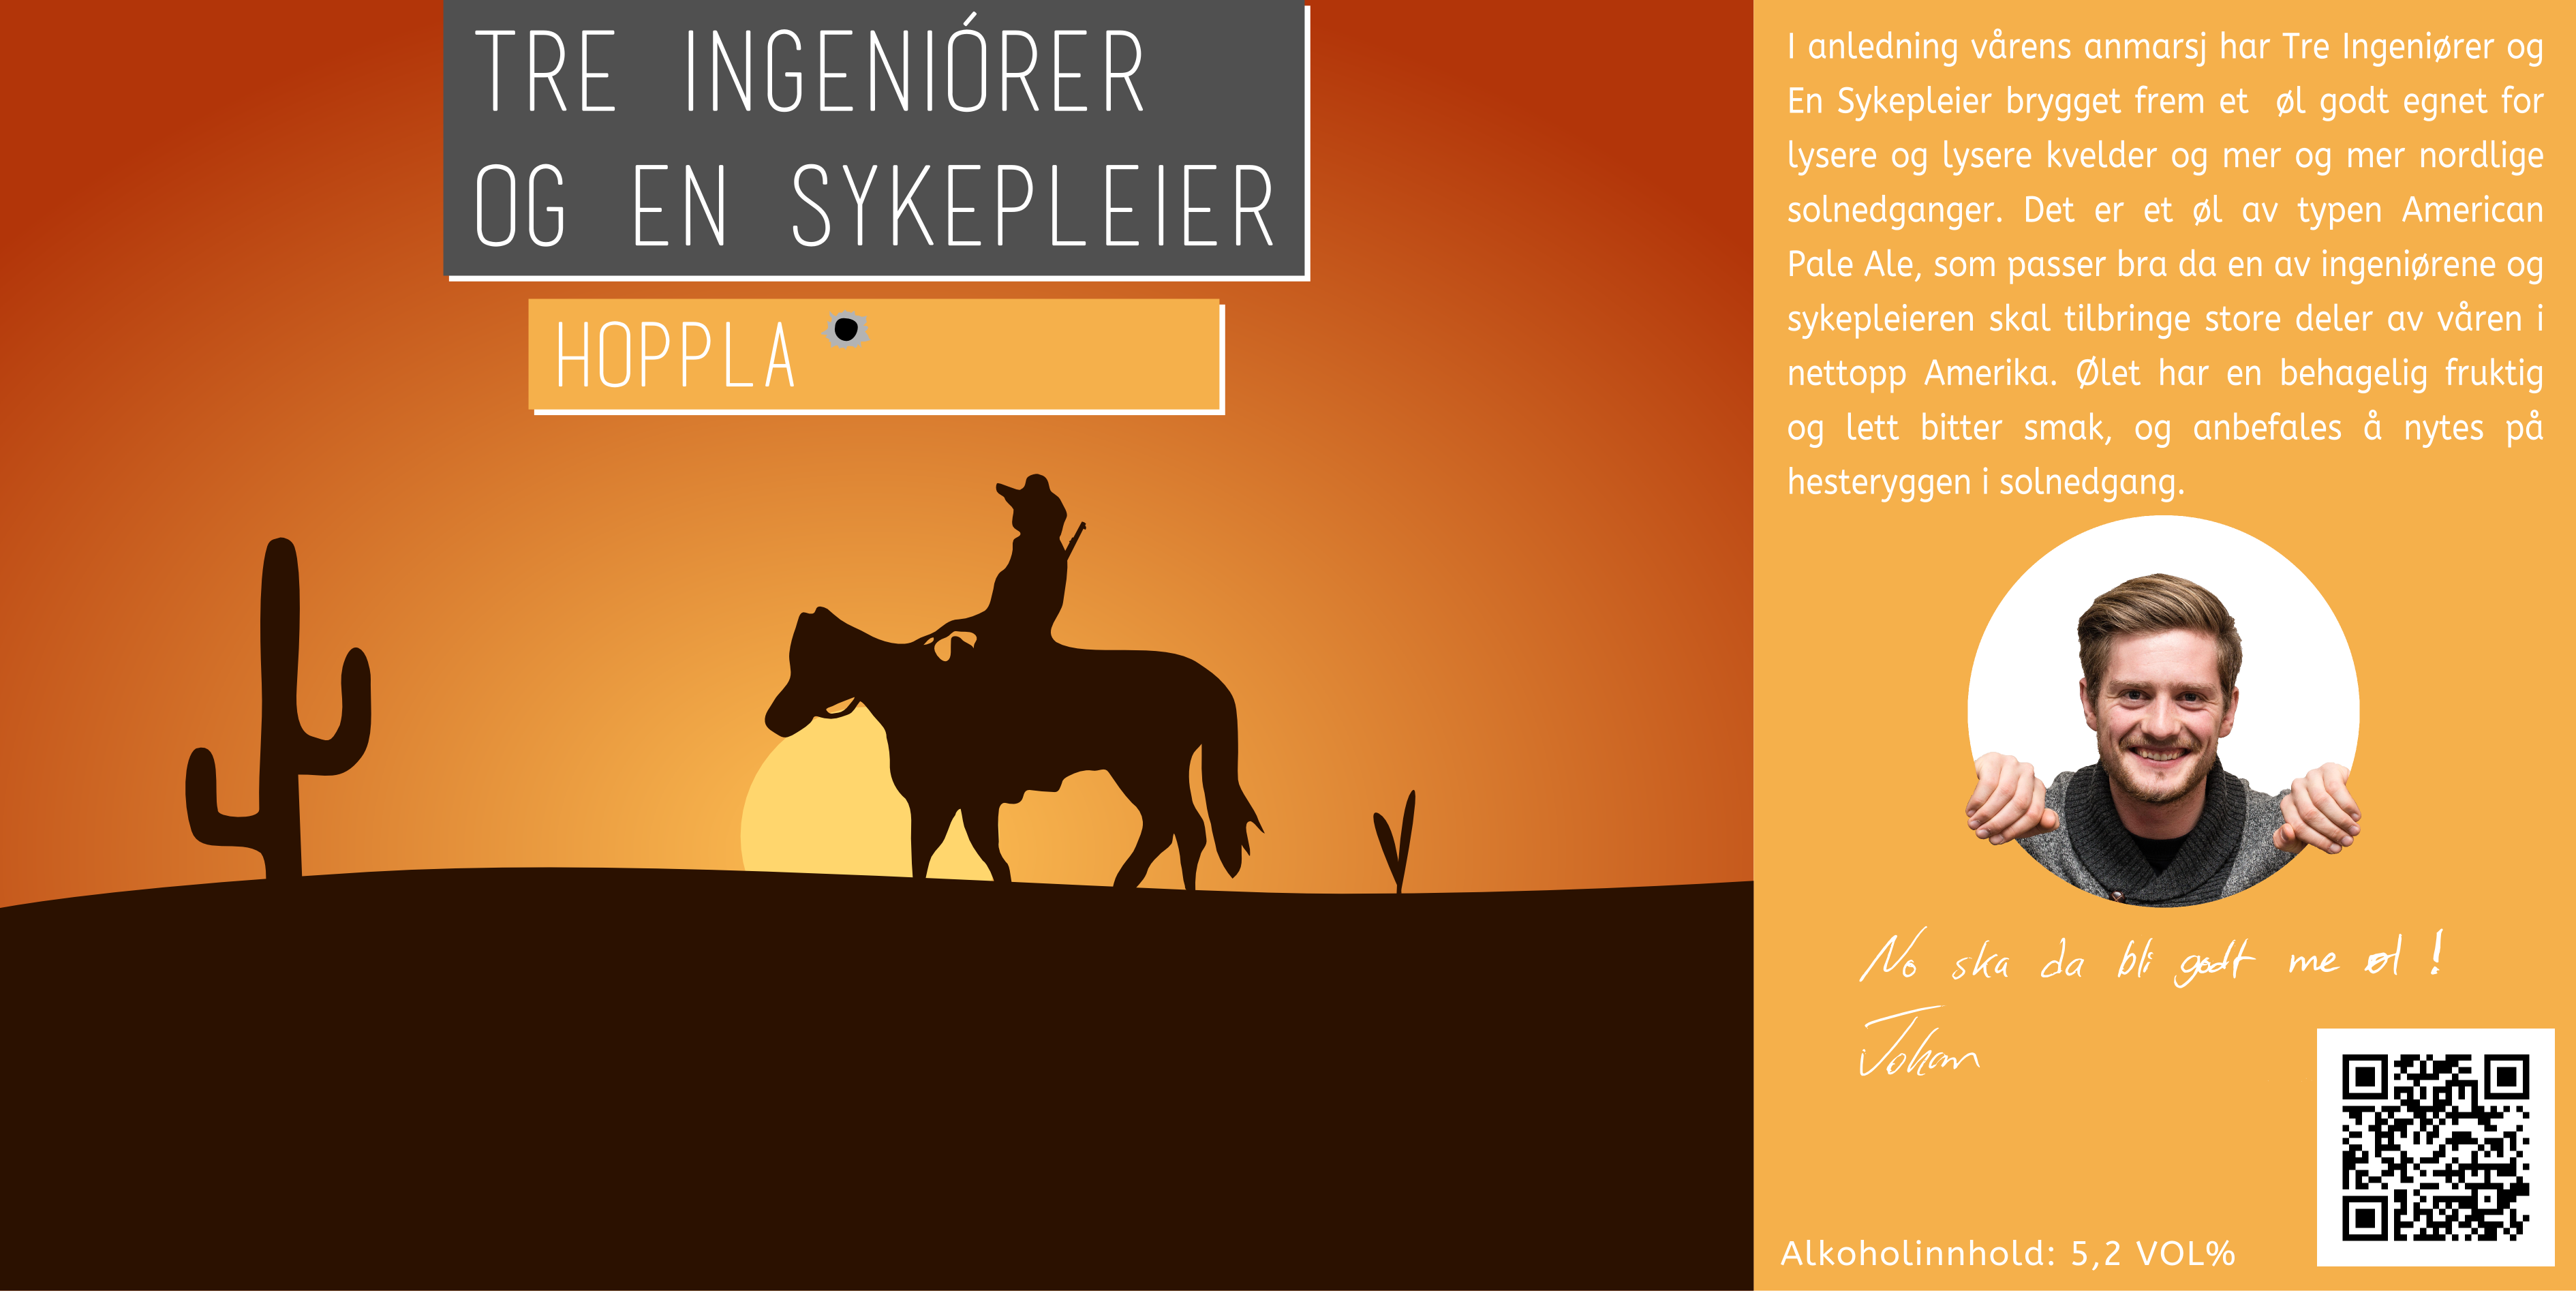 TRE INGENIÓRER
OG EN SYKEPLEIER
HOPPLA
I anledning vårens anmarsj har Tre Ingeniører og
En Sykepleier brygget frem et øl godt egnet for
lysere og lysere kvelder og mer og mer nordlige
solnedganger. Det er et øl av typen American
Pale Ale, som passer bra da en av ingeniørene og
sykepleieren skal tilbringe store deler av våren i
nettopp Amerika. Ølet har en behagelig fruktig
og lett bitter smak, og anbefales å nytes på
hesteryggen i solnedgang.
No ska da bli godt me øl !
Johan
Alkoholinnhold: 5,2 VOL%